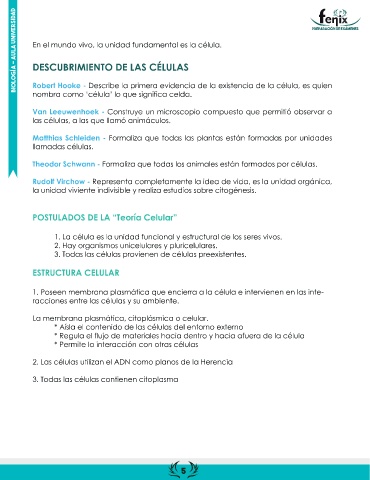 fenix
PREPARACIÓN DE EXÁMENES
BIOLOGÍA - AULA UNIVERSIDAD
En el mundo vivo, la unidad fundamental es la célula.
DESCUBRIMIENTO DE LAS CÉLULAS
Robert Hooke - Describe la primera evidencia de la existencia de la célula, es quien
nombra como ‘célula’ lo que significa celda.
Van Leeuwenhoek - Construye un microscopio compuesto que permitió observar a
las células, a las que llamó animáculos.
Matthias Schleiden - Formaliza que todas las plantas están formadas por unidades
llamadas células.
Theodor Schwann - Formaliza que todos los animales están formados por células.
Rudolf Virchow - Representa completamente la idea de vida, es la unidad orgánica,
la unidad viviente indivisible y realiza estudios sobre citogénesis.
POSTULADOS DE LA “Teoría Celular”
1. La célula es la unidad funcional y estructural de los seres vivos.
2. Hay organismos unicelulares y pluricelulares.
3. Todas las células provienen de células preexistentes.
ESTRUCTURA CELULAR
1. Poseen membrana plasmática que encierra a la célula e intervienen en las inte-
racciones entre las células y su ambiente.
La membrana plasmática, citoplásmica o celular.
* Aísla el contenido de las células del entorno externo
* Regula el flujo de materiales hacia dentro y hacia afuera de la célula
* Permite la interacción con otras células
2. Las células utilizan el ADN como planos de la Herencia
3. Todas las células contienen citoplasma
5